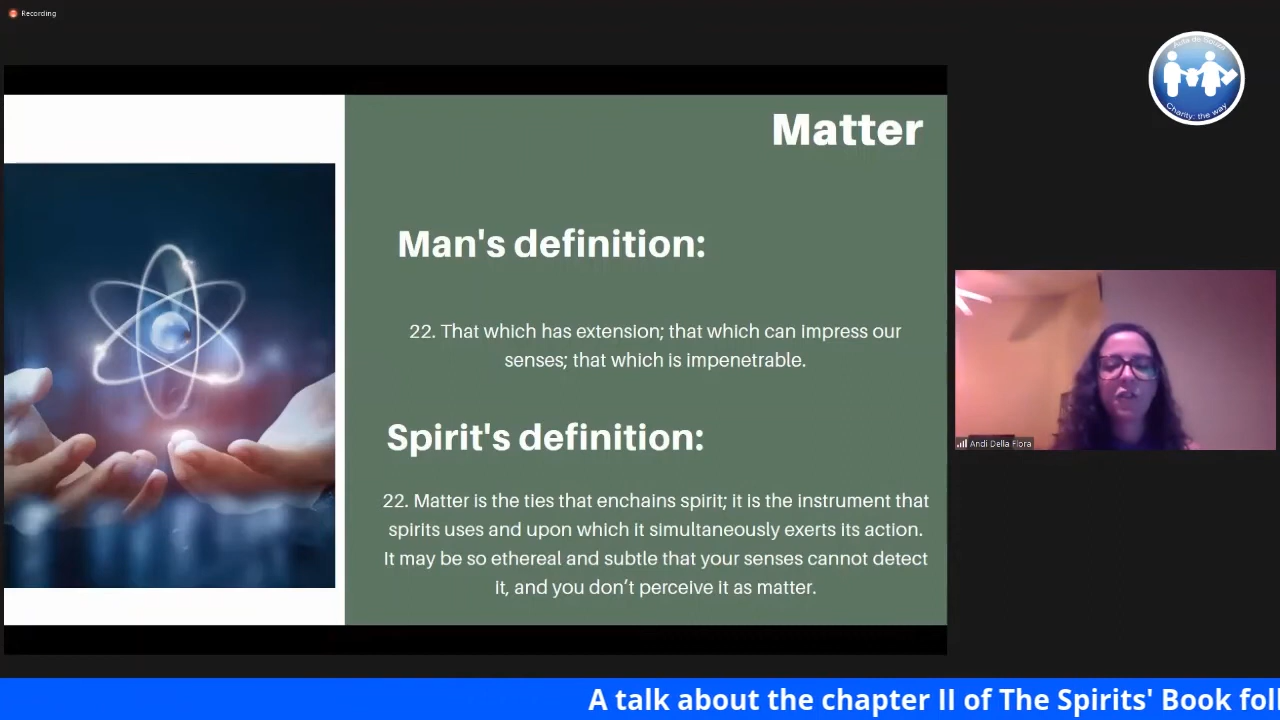 Recording
Charity: the way
Matter
Man's definition:
22. That which has extension; that which can impress our
senses; that which is impenetrable.
Spirit's definition:
22. Matter is the ties that enchains spirit; it is the instrument that
spirits uses and upon which it simultaneously exerts its action.
It may be so ethereal and subtle that your senses cannot detect
it, and you don’t perceive it as matter.
Andi Della Flora
A talk about the chapter II of The Spirits' Book fol